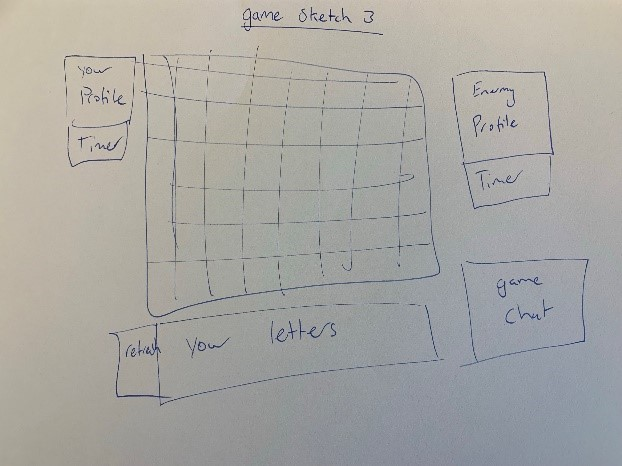 game Sketch 3
your
Profile
Timer
Enemy
Profile
Timer
game
Chat
refresh
your letters